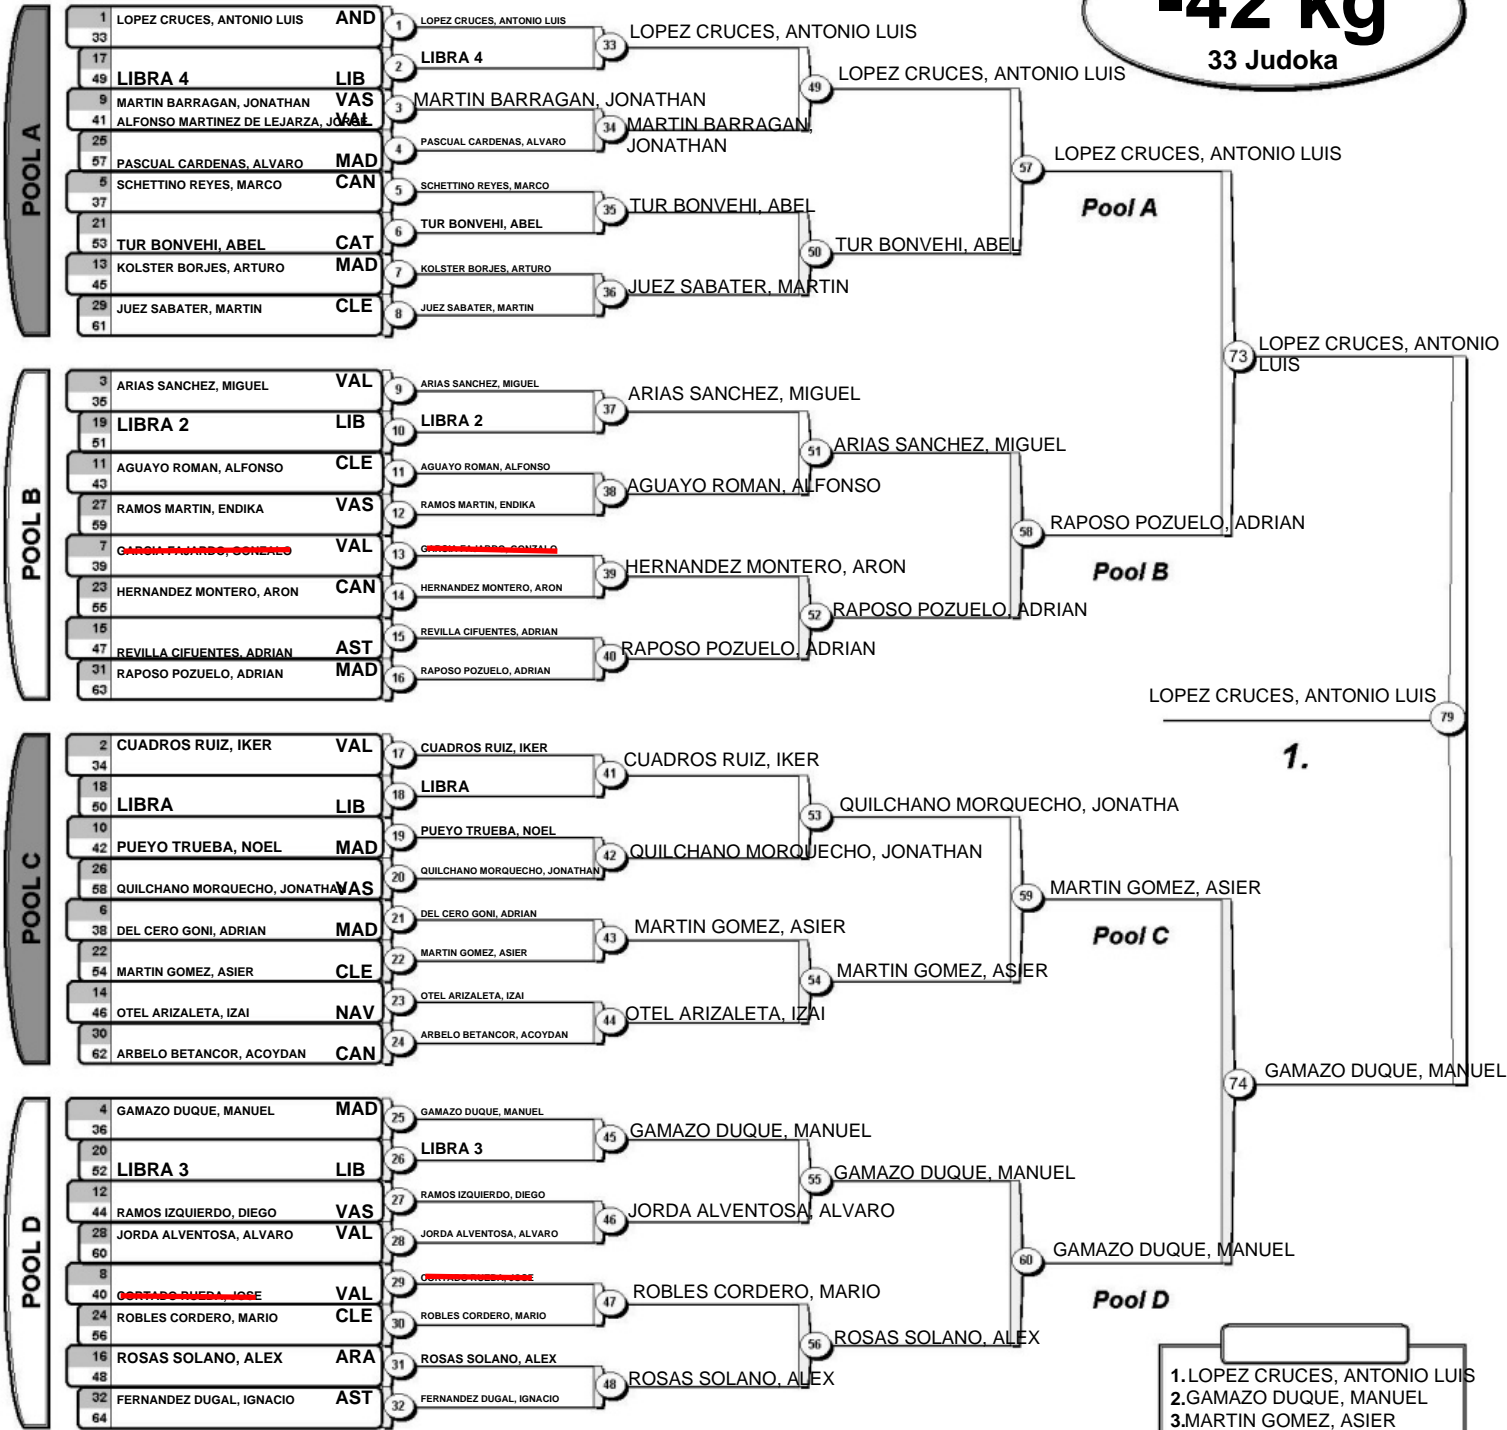 -42 kg
33 Judoka
POOL A
1 LOPEZ CRUCES, ANTONIO LUIS AND
33
17
49 LIBRA 4 LIB
9 MARTIN BARRAGAN, JONATHAN VAS
41 ALFONSO MARTINEZ DE LEJARZA, JORGE VAL
25
57 PASCUAL CARDENAS, ALVARO MAD
5 SCHETTINO REYES, MARCO CAN
37
21
53 TUR BONVEHI, ABEL CAT
13 KOLSTER BORJES, ARTURO MAD
45
29 JUEZ SABATER, MARTIN CLE
61
1 LOPEZ CRUCES, ANTONIO LUIS
2 LIBRA 4
3 MARTIN BARRAGAN, JONATHAN
4 PASCUAL CARDENAS, ALVARO
5 SCHETTINO REYES, MARCO
6 TUR BONVEHI, ABEL
7 KOLSTER BORJES, ARTURO
8 JUEZ SABATER, MARTIN
33 LOPEZ CRUCES, ANTONIO LUIS
34 MARTIN BARRAGAN,
JONATHAN
35 TUR BONVEHI, ABEL
36 JUEZ SABATER, MARTIN
49 LOPEZ CRUCES, ANTONIO LUIS
50 TUR BONVEHI, ABEL
57 LOPEZ CRUCES, ANTONIO LUIS
Pool A
POOL B
3 ARIAS SANCHEZ, MIGUEL VAL
35
19 LIBRA 2 LIB
51
11 AGUAYO ROMAN, ALFONSO CLE
43
27 RAMOS MARTIN, ENDIKA VAS
59
7 GARCIA FAJARDO, GONZALO VAL
39
23 HERNANDEZ MONTERO, ARON CAN
55
15
47 REVILLA CIFUENTES, ADRIAN AST
31 RAPOSO POZUELO, ADRIAN MAD
63
9 ARIAS SANCHEZ, MIGUEL
10 LIBRA 2
11 AGUAYO ROMAN, ALFONSO
12 RAMOS MARTIN, ENDIKA
13 GARCIA FAJARDO, GONZALO
14 HERNANDEZ MONTERO, ARON
15 REVILLA CIFUENTES, ADRIAN
16 RAPOSO POZUELO, ADRIAN
37 ARIAS SANCHEZ, MIGUEL
38 AGUAYO ROMAN, ALFONSO
39 HERNANDEZ MONTERO, ARON
40 RAPOSO POZUELO, ADRIAN
51 ARIAS SANCHEZ, MIGUEL
52 RAPOSO POZUELO, ADRIAN
58 RAPOSO POZUELO, ADRIAN
Pool B
73 LOPEZ CRUCES, ANTONIO
LUIS
LOPEZ CRUCES, ANTONIO LUIS 79
1.
POOL C
2 CUADROS RUIZ, IKER VAL
34
18
50 LIBRA LIB
10
42 PUEYO TRUEBA, NOEL MAD
26
58 QUILCHANO MORQUECHO, JONATHAN VAS
6
38 DEL CERO GONI, ADRIAN MAD
22
54 MARTIN GOMEZ, ASIER CLE
14
46 OTEL ARIZALETA, IZAI NAV
30
62 ARBELO BETANCOR, ACOYDAN CAN
17 CUADROS RUIZ, IKER
18 LIBRA
19 PUEYO TRUEBA, NOEL
20 QUILCHANO MORQUECHO, JONATHAN
21 DEL CERO GONI, ADRIAN
22 MARTIN GOMEZ, ASIER
23 OTEL ARIZALETA, IZAI
24 ARBELO BETANCOR, ACOYDAN
41 CUADROS RUIZ, IKER
42 QUILCHANO MORQUECHO, JONATHAN
43 MARTIN GOMEZ, ASIER
44 OTEL ARIZALETA, IZAI
53 QUILCHANO MORQUECHO, JONATHA
54 MARTIN GOMEZ, ASIER
59 MARTIN GOMEZ, ASIER
Pool C
74 GAMAZO DUQUE, MANUEL
POOL D
4 GAMAZO DUQUE, MANUEL MAD
36
20
52 LIBRA 3 LIB
12
44 RAMOS IZQUIERDO, DIEGO VAS
28 JORDA ALVENTOSA, ALVARO VAL
60
8
40 CORTADO RUEDA, JOSE VAL
24 ROBLES CORDERO, MARIO CLE
56
16 ROSAS SOLANO, ALEX ARA
48
32 FERNANDEZ DUGAL, IGNACIO AST
64
25 GAMAZO DUQUE, MANUEL
26 LIBRA 3
27 RAMOS IZQUIERDO, DIEGO
28 JORDA ALVENTOSA, ALVARO
29 CORTADO RUEDA, JOSE
30 ROBLES CORDERO, MARIO
31 ROSAS SOLANO, ALEX
32 FERNANDEZ DUGAL, IGNACIO
45 GAMAZO DUQUE, MANUEL
46 JORDA ALVENTOSA, ALVARO
47 ROBLES CORDERO, MARIO
48 ROSAS SOLANO, ALEX
55 GAMAZO DUQUE, MANUEL
56 ROSAS SOLANO, ALEX
60 GAMAZO DUQUE, MANUEL
Pool D
1. LOPEZ CRUCES, ANTONIO LUIS
2. GAMAZO DUQUE, MANUEL
3. MARTIN GOMEZ, ASIER